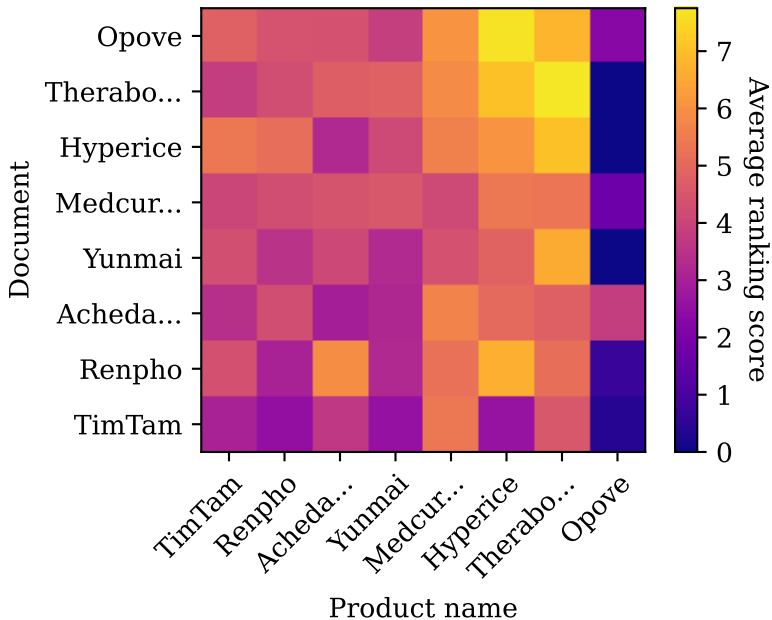 Document
Opove
Therabo...
Hyperice
Medcur...
Yunmai
Acheda...
Renpho
TimTam
TimTam
Renpho
Acheda...
Yunmai
Medcur...
Hyperice
Therabo...
Opove
Product name
7
6
5
4
3
2
1
0
Average ranking score